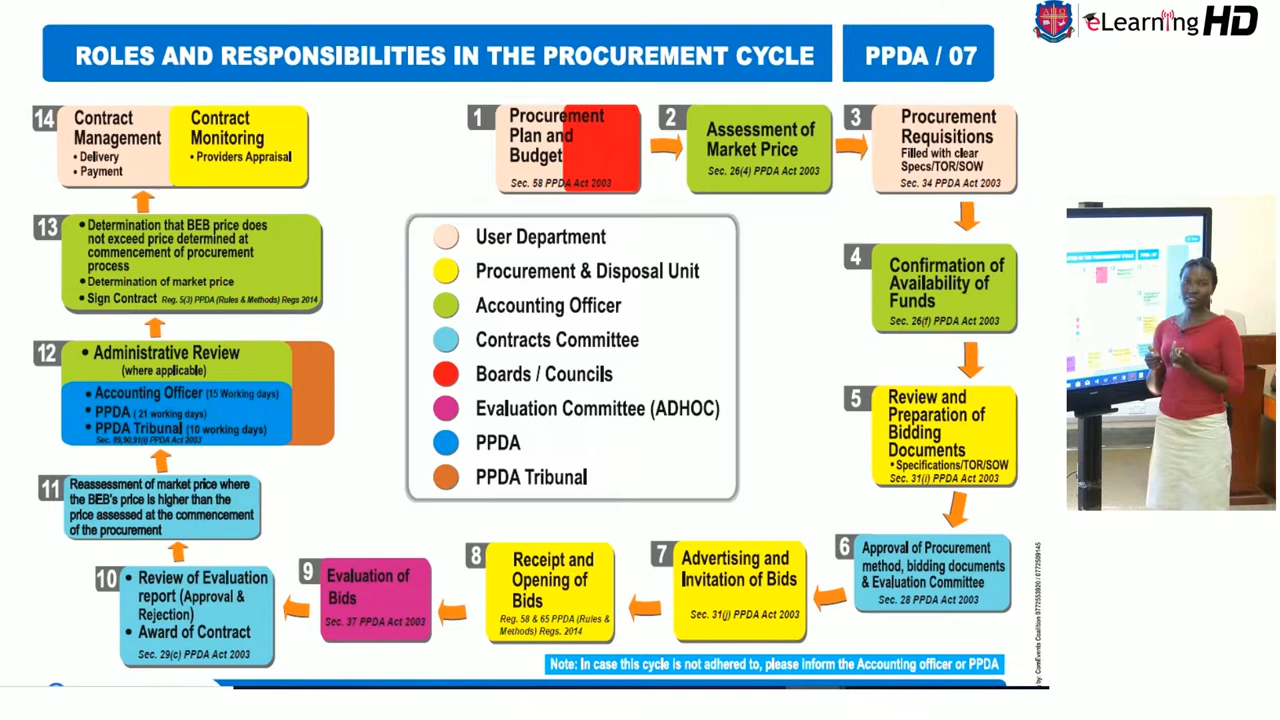 eLearning HD
ROLES AND RESPONSIBILITIES IN THE PROCUREMENT CYCLE
PPDA / 07
1
Procurement
Plan and
Budget
Sec. 58 PPDA Act 2003
2
Assessment of
Market Price
Sec. 26(4) PPDA Act 2003
3
Procurement
Requisitions
Filled with clear
Specs/TOR/SOW
Sec. 34 PPDA Act 2003
4
Confirmation of
Availability of
Funds
Sec. 26(f) PPDA Act 2003
5
Review and
Preparation of
Bidding
Documents
• Specifications/TOR/SOW
Sec. 31(i) PPDA Act 2003
6
Approval of Procurement
method, bidding documents
& Evaluation Committee
Sec. 28 PPDA Act 2003
7
Advertising and
Invitation of Bids
Sec. 31(j) PPDA Act 2003
8
Receipt and
Opening of
Bids
Reg. 58 & 65 PPDA (Rules &
Methods) Regs. 2014
9
Evaluation of
Bids
Sec. 37 PPDA Act 2003
10
• Review of Evaluation
report (Approval &
Rejection)
• Award of Contract
Sec. 29(c) PPDA Act 2003
11
Reassessment of market price where
the BEB's price is higher than the
price assessed at the commencement
of the procurement
12
• Administrative Review
(where applicable)
• Accounting Officer (15 Working days)
• PPDA (21 working days)
• PPDA Tribunal (10 working days)
Sec. 89,90,91(i) PPDA Act 2003
13
• Determination that BEB price does
not exceed price determined at
commencement of procurement
process
• Determination of market price
• Sign Contract Reg. 5(3) PPDA (Rules & Methods) Regs 2014
14
Contract
Management
• Delivery
• Payment
Contract
Monitoring
• Providers Appraisal
User Department
Procurement & Disposal Unit
Accounting Officer
Contracts Committee
Boards / Councils
Evaluation Committee (ADHOC)
PPDA
PPDA Tribunal
Note: In case this cycle is not adhered to, please inform the Accounting officer or PPDA